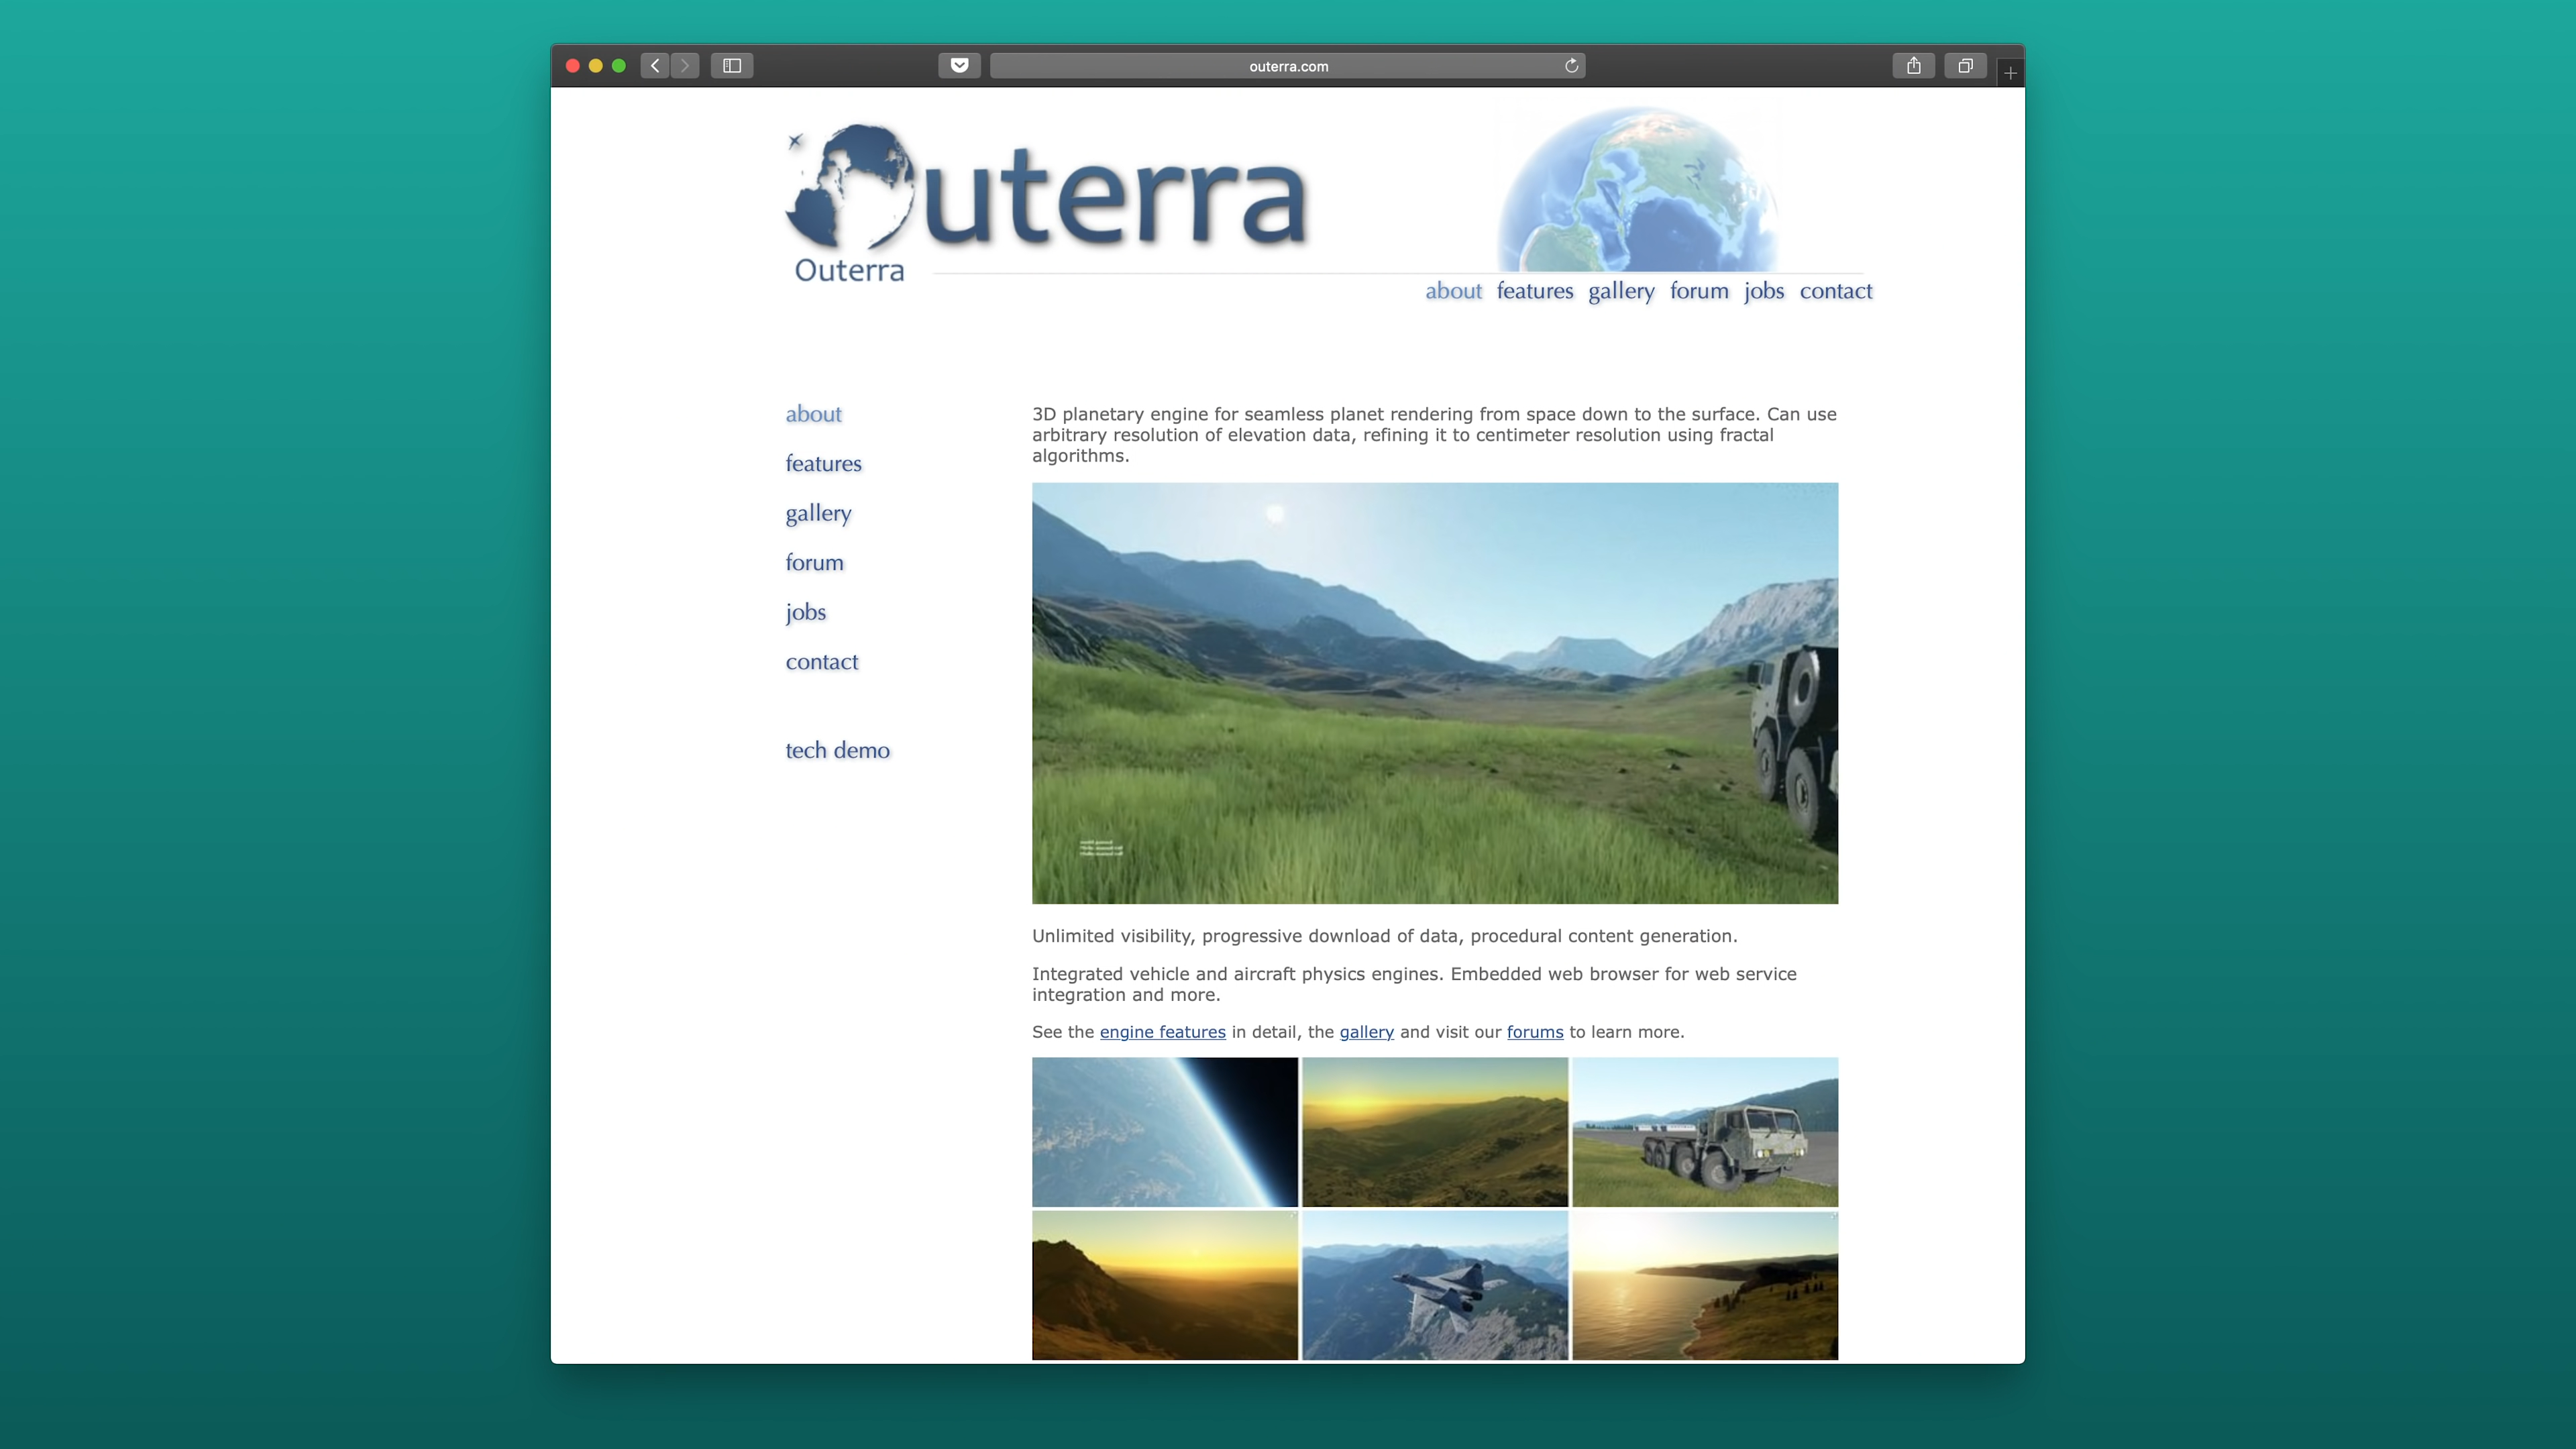 outerra.com
uterra
Outerra
about features gallery forum jobs contact
about
features
gallery
forum
jobs
contact
tech demo
3D planetary engine for seamless planet rendering from space down to the surface. Can use
arbitrary resolution of elevation data, refining it to centimeter resolution using fractal
algorithms.
Unlimited visibility, progressive download of data, procedural content generation.
Integrated vehicle and aircraft physics engines. Embedded web browser for web service
integration and more.
See the engine features in detail, the gallery and visit our forums to learn more.